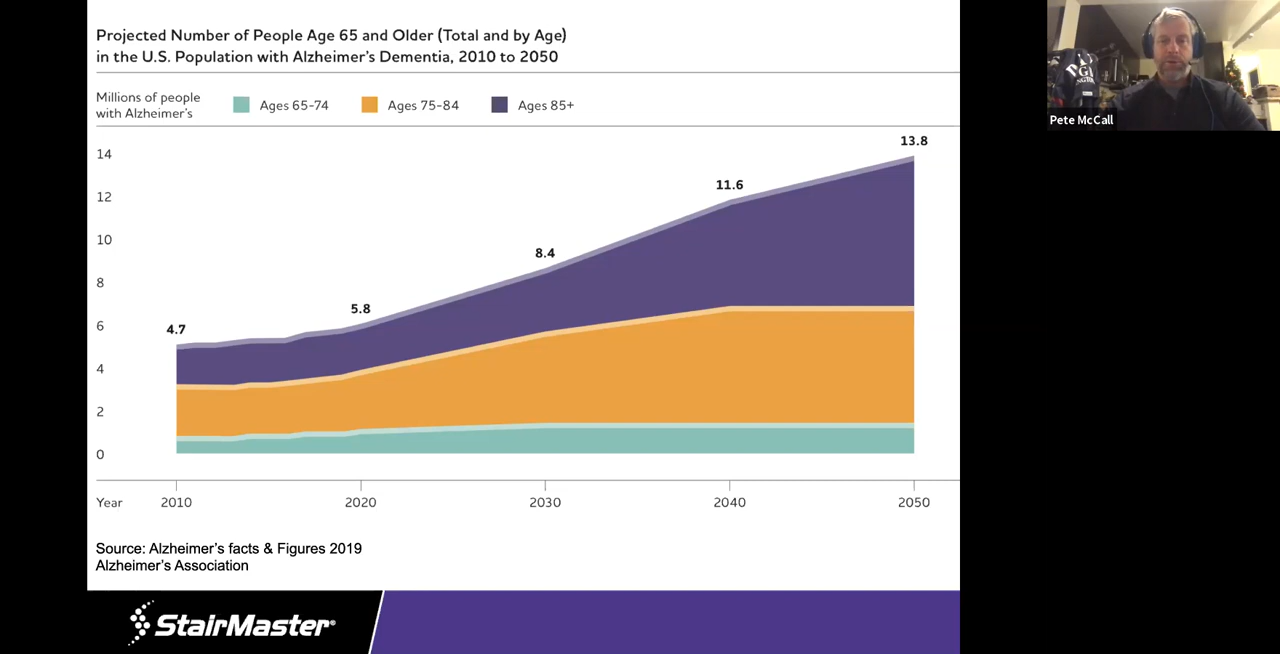 Projected Number of People Age 65 and Older (Total and by Age)
in the U.S. Population with Alzheimer's Dementia, 2010 to 2050
Millions of people
with Alzheimer's
Ages 65-74
Ages 75-84
Ages 85+
14
12
10
8
6
4
2
0
4.7
5.8
8.4
11.6
13.8
Year
2010
2020
2030
2040
2050
Source: Alzheimer's facts & Figures 2019
Alzheimer's Association
StairMaster®
Pete McCall